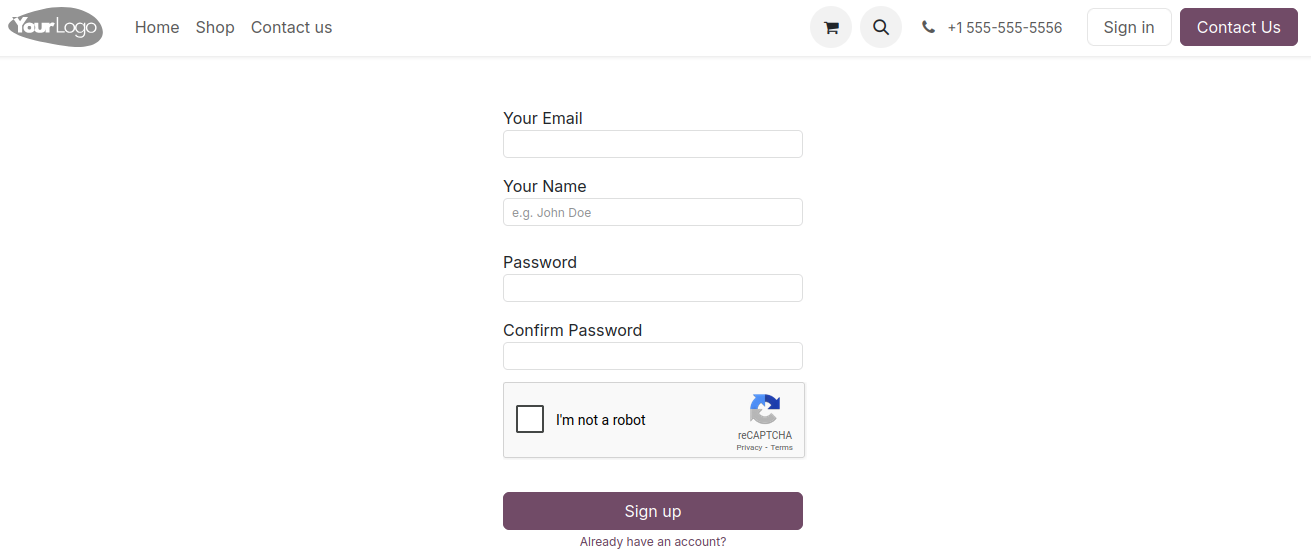 YourLogo Home Shop Contact us +1 555-555-5556 Sign in Contact Us
Your Email
Your Name
e.g. John Doe
Password
Confirm Password
I'm not a robot
reCAPTCHA
Privacy - Terms
Sign up
Already have an account?